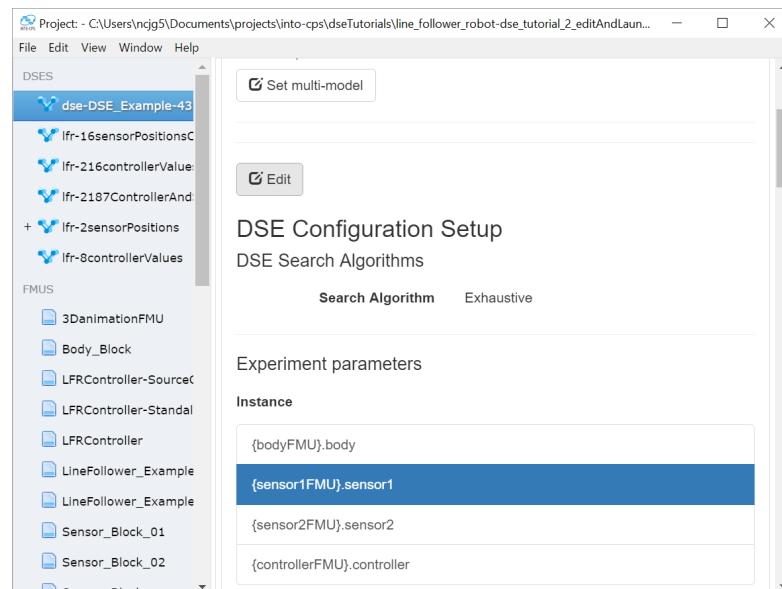 Project: - C:\Users\ncjg5\Documents\projects\into-cps\dseTutorials\line_follower_robot-dse_tutorial_2_editAndLaun...
File Edit View Window Help
DSES
dse-DSE_Example-43
lfr-16sensorPositionsC
lfr-216controllerValue
lfr-2187ControllerAnd
+ lfr-2sensorPositions
lfr-8controllerValues
FMUS
3DanimationFMU
Body_Block
LFRController-Source
LFRController-Standal
LFRController
LineFollower_Example
LineFollower_Example
Sensor_Block_01
Sensor_Block_02
Set multi-model
Edit
DSE Configuration Setup
DSE Search Algorithms
Search Algorithm Exhaustive
Experiment parameters
Instance
{bodyFMU}.body
{sensor1FMU}.sensor1
{sensor2FMU}.sensor2
{controllerFMU}.controller